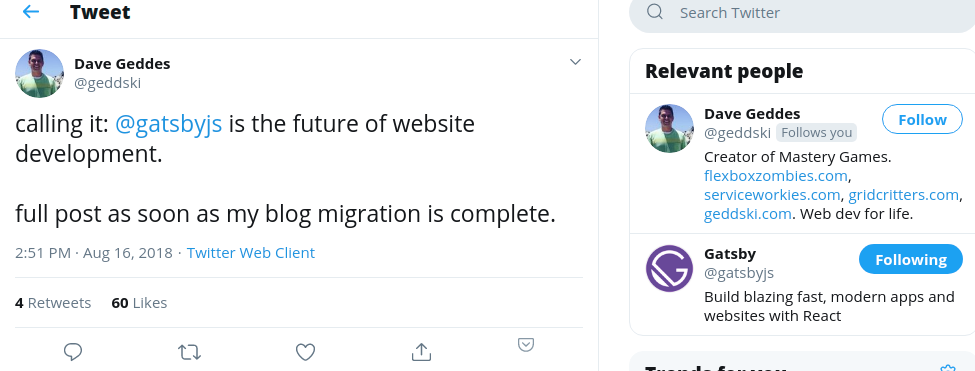 Tweet
Dave Geddes
@geddski
calling it: @gatsbyjs is the future of website
development.
full post as soon as my blog migration is complete.
2:51 PM · Aug 16, 2018 · Twitter Web Client
4 Retweets 60 Likes
Search Twitter
Relevant people
Dave Geddes
@geddski Follows you
Follow
Creator of Mastery Games.
flexboxzombies.com,
serviceworkies.com, gridcritters.com,
geddski.com. Web dev for life.
Gatsby
@gatsbyjs
Following
Build blazing fast, modern apps and
websites with React
Trends for you